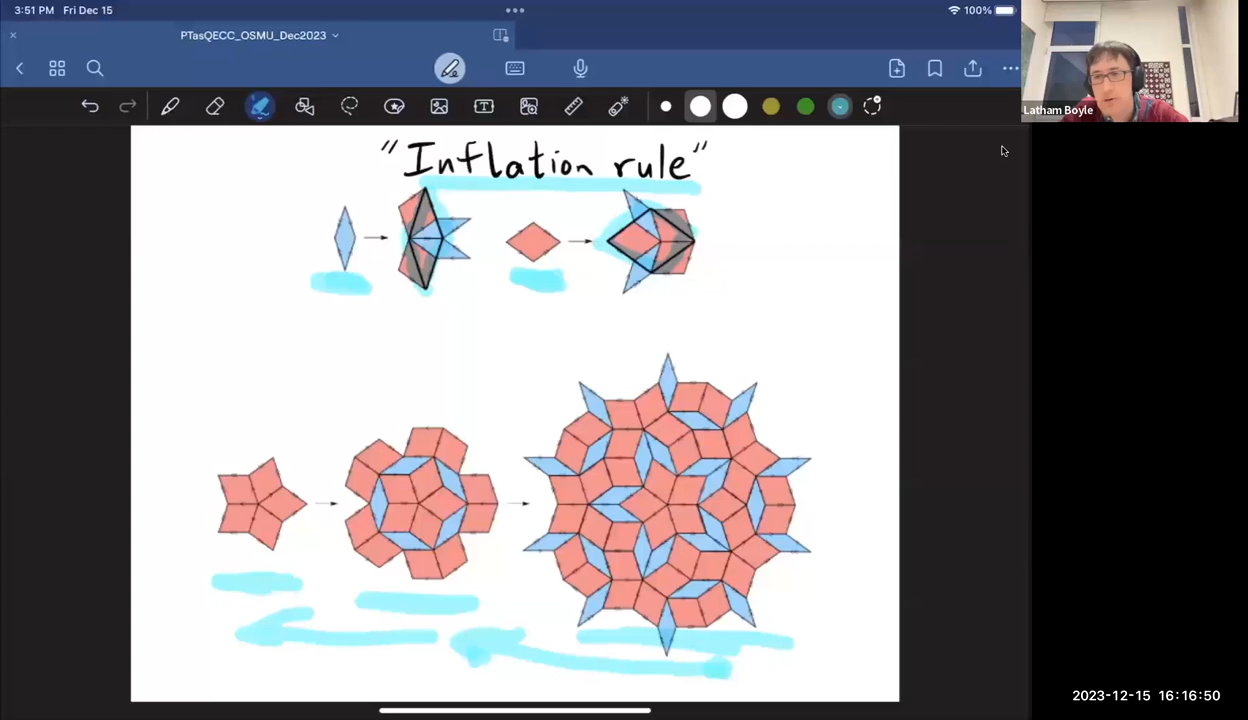 3:51 PM Fri Dec 15
100%
PTasQECC_OSMU_Dec2023
Latham Boyle
"Inflation rule"
2023-12-15 16:16:50